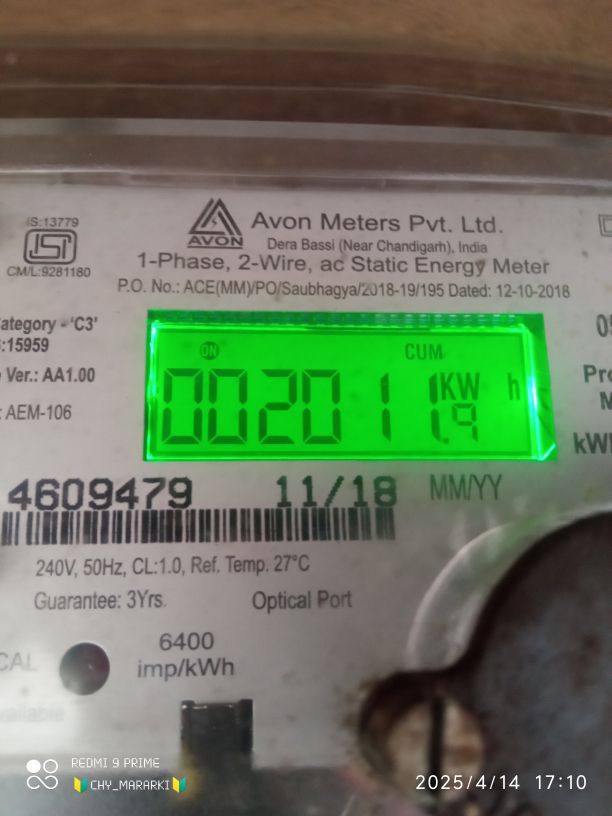 IS:13779
ISI
CM/L:9281180
AVON
Avon Meters Pvt. Ltd.
Dera Bassi (Near Chandigarh), India
1-Phase, 2-Wire, ac Static Energy Meter
P.O. No.: ACE(MM)/PO/Saubhagya/2018-19/195 Dated: 12-10-2018
ategory - 'C3'
:15959
Ver.: AA1.00
: AEM-106
ON
CUM
KW h
002011.9
Pro
M
kWh
4609479 11/18 MM/YY
240V, 50Hz, CL:1.0, Ref. Temp. 27°C
Guarantee: 3Yrs. Optical Port
CAL
6400
imp/kWh
vailable
REDMI 9 PRIME
CHY_MARARKI
2025/4/14 17:10